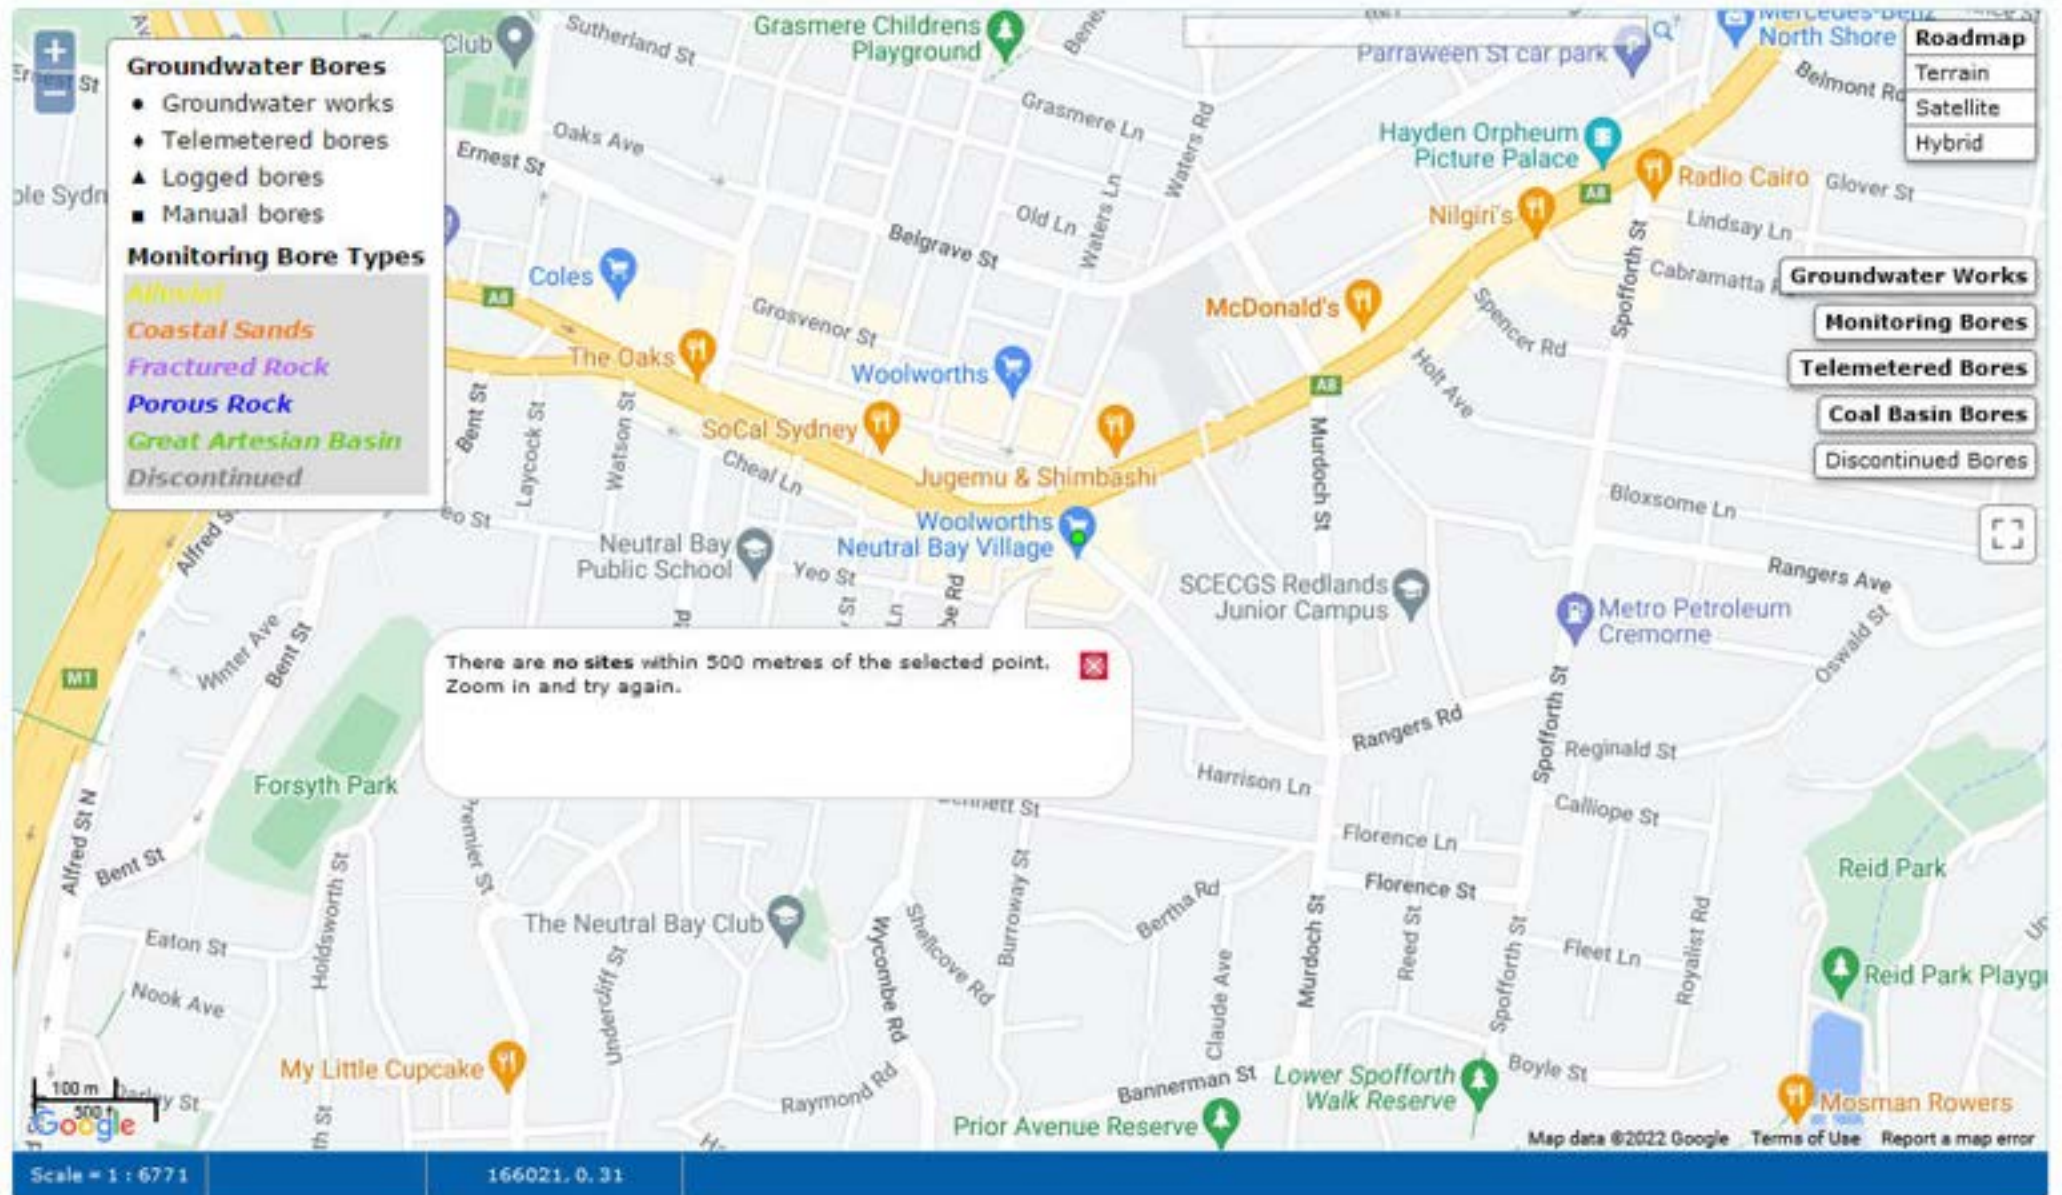 Groundwater Bores
Groundwater works
Telemetered bores
Logged bores
Manual bores
Monitoring Bore Types
Alluvial
Coastal Sands
Fractured Rock
Porous Rock
Great Artesian Basin
Discontinued
Club
Sutherland St
Grasmere Childrens
Playground
Parraween St car park
Mercedes-Benz
North Shore
Belmont Rd
Roadmap
Terrain
Satellite
Hybrid
Ernest St
Ernest St
Oaks Ave
Grasmere Ln
Waters Rd
Waters Ln
Old Ln
Belgrave St
Hayden Orpheum
Picture Palace
A8
Radio Cairo
Glover St
Nilgiri's
Lindsay Ln
Spofforth St
Cabramatta
Groundwater Works
Monitoring Bores
Telemetered Bores
Coal Basin Bores
Discontinued Bores
Coles
A8
Grosvenor St
McDonald's
Spencer Rd
The Oaks
Woolworths
A8
Holt Ave
Bent St
Laycock St
Watson St
SoCal Sydney
Cheal Ln
Jugemu & Shimbashi
Murdoch St
Bloxsome Ln
Woolworths
Neutral Bay Village
Neutral Bay
Public School
Yeo St
Alfred
SCECGS Redlands
Junior Campus
Rangers Ave
Metro Petroleum
Cremorne
Oswald St
Winter Ave
Bent St
M1
There are no sites within 500 metres of the selected point.
Zoom in and try again.
Rangers Rd
Spofforth St
Reginald St
Harrison Ln
Forsyth Park
Calliope St
Florence Ln
Florence St
Reid Park
Alfred St N
Bent St
Holdsworth St
The Neutral Bay Club
Wycombe Rd
Shellcove Rd
Burroway St
Bertha Rd
Claude Ave
Murdoch St
Reed St
Spofforth St
Fleet Ln
Royalist Rd
Eaton St
Nook Ave
Undercliff St
Reid Park
My Little Cupcake
Raymond Rd
Bannerman St
Lower Spofforth
Walk Reserve
Boyle St
Prior Avenue Reserve
Mosman Rowers
100 m
500 ft
Google
Map data ©2022 Google
Terms of Use
Report a map error
Scale = 1 : 6771
166021.0, 31